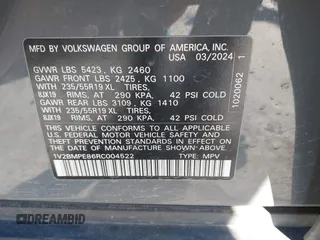 MFD. BY VOLKSWAGEN GROUP OF AMERICA, INC.
USA 03/2024
GVWR LBS 5423, KG 2460
GAWR FRONT LBS 2425, KG 1100
WITH 235/55R19 XL TIRES,
8JX19 RIMS, AT 290 KPA, 42 PSI COLD
GAWR REAR LBS 3109, KG 1410
WITH 235/55R19 XL TIRES,
8JX19 RIMS, AT 290 KPA, 42 PSI COLD
THIS VEHICLE CONFORMS TO ALL APPLICABLE
U.S. FEDERAL MOTOR VEHICLE SAFETY
STANDARDS IN EFFECT ON THE DATE OF
MANUFACTURE SHOWN ABOVE.
1V2BMPE86RC004522 TYPE: MPV
1020062 1
DREAMBID